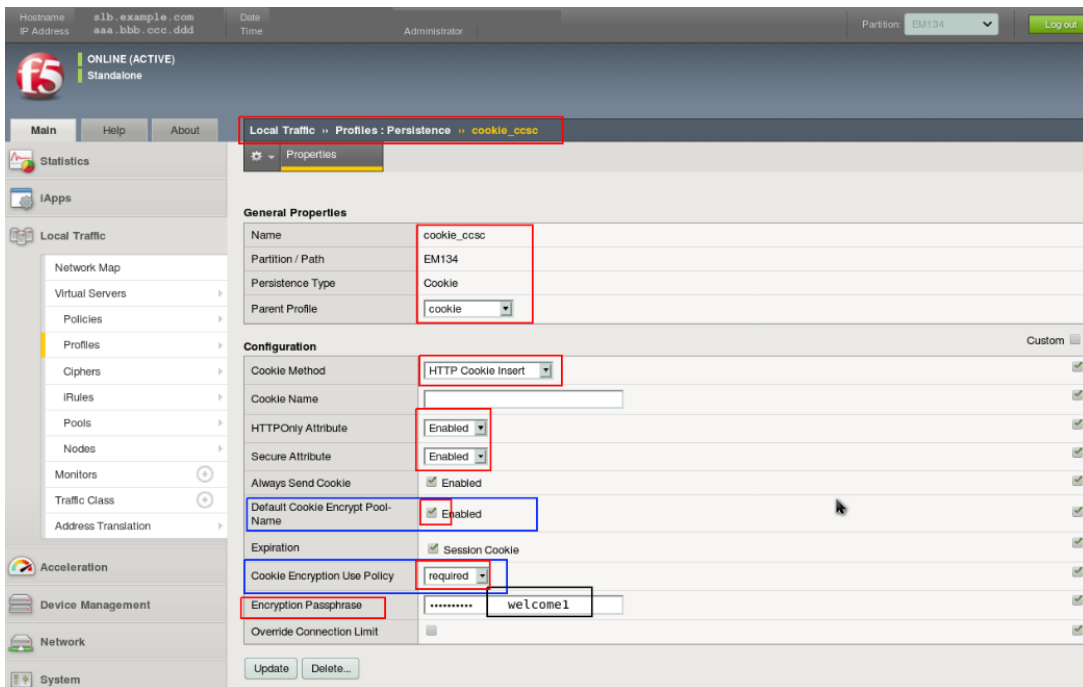 Hostname slb.example.com Date Partition: EM134 Log out
IP Address aaa.bbb.ccc.ddd Time Administrator
f5
ONLINE (ACTIVE)
Standalone
Main Help About
Local Traffic ›› Profiles : Persistence ›› cookie_ccsc
Properties
Statistics
iApps
Local Traffic
Network Map
Virtual Servers
Policies
Profiles
Ciphers
iRules
Pools
Nodes
Monitors
Traffic Class
Address Translation
Acceleration
Device Management
Network
System
General Properties
Name cookie_ccsc
Partition / Path EM134
Persistence Type Cookie
Parent Profile cookie
Configuration Custom
Cookie Method HTTP Cookie Insert
Cookie Name
HTTPOnly Attribute Enabled
Secure Attribute Enabled
Always Send Cookie Enabled
Default Cookie Encrypt Pool-
Name Enabled
Expiration Session Cookie
Cookie Encryption Use Policy required
Encryption Passphrase •••••••••• welcome1
Override Connection Limit
Update Delete...